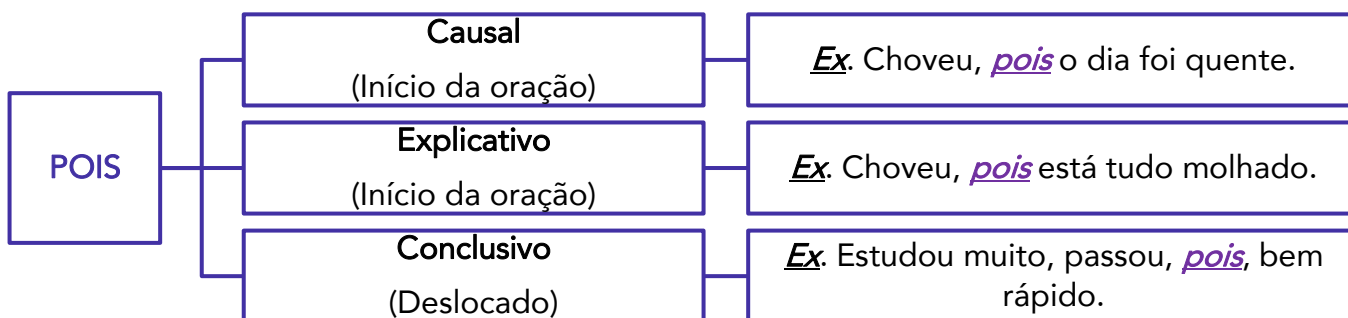 POIS
Causal
(Início da oração)
Ex. Choveu, pois o dia foi quente.
Explicativo
(Início da oração)
Ex. Choveu, pois está tudo molhado.
Conclusivo
(Deslocado)
Ex. Estudou muito, passou, pois, bem
rápido.